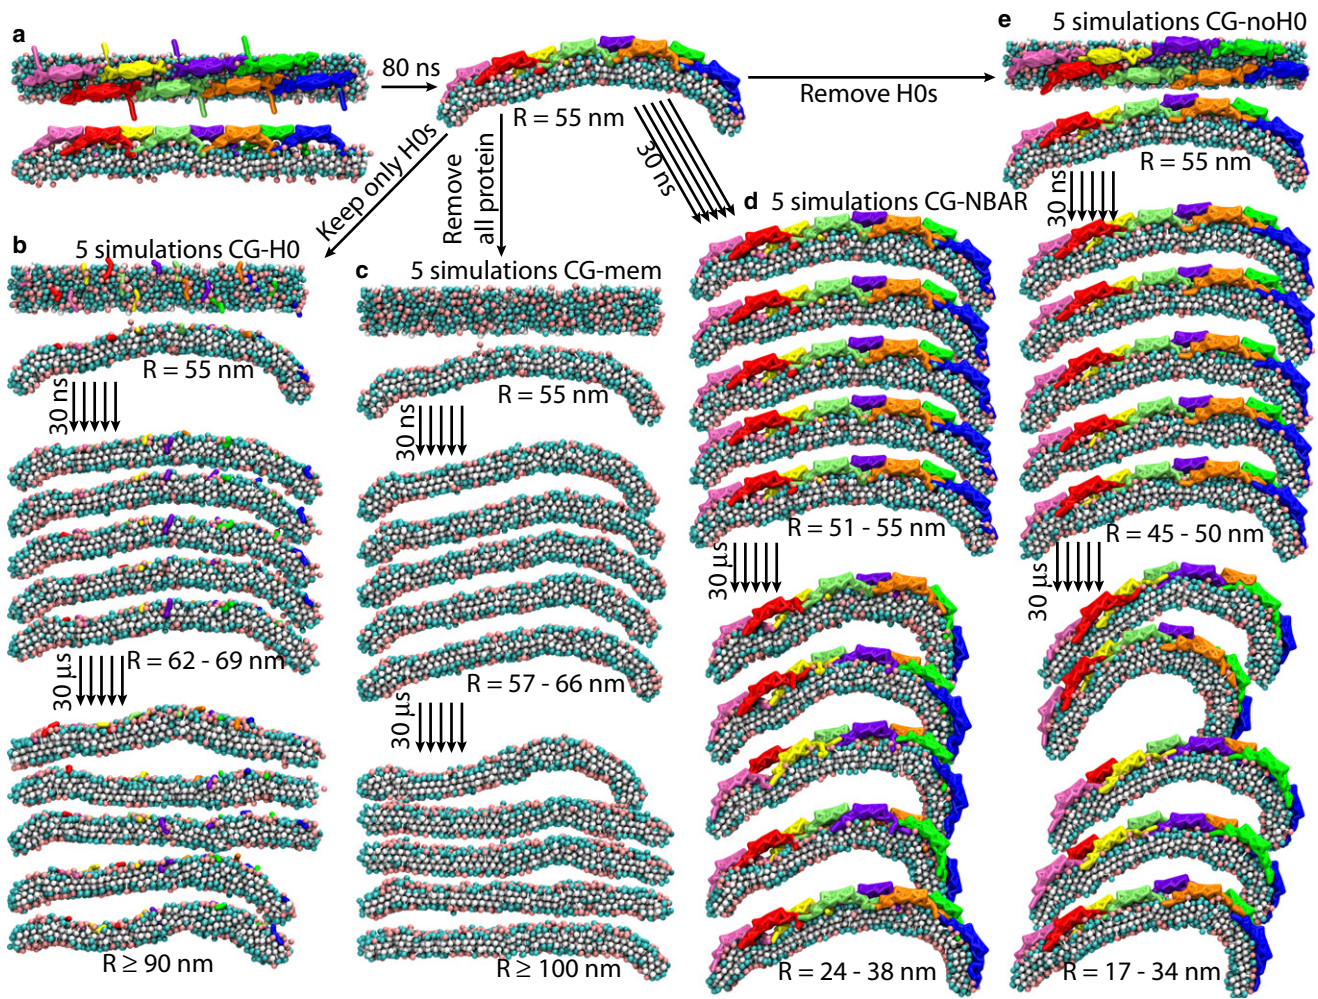 a
80 ns
R = 55 nm
Remove H0s
Keep only H0s
Remove
all protein
30 ns
b
5 simulations CG-H0
R = 55 nm
30 ns
R = 62 - 69 nm
30 µs
R ≥ 90 nm
c
5 simulations CG-mem
R = 55 nm
30 ns
R = 57 - 66 nm
30 µs
R ≥ 100 nm
d 5 simulations CG-NBAR
R = 51 - 55 nm
30 µs
R = 24 - 38 nm
e 5 simulations CG-noH0
R = 55 nm
30 ns
R = 45 - 50 nm
30 µs
R = 17 - 34 nm